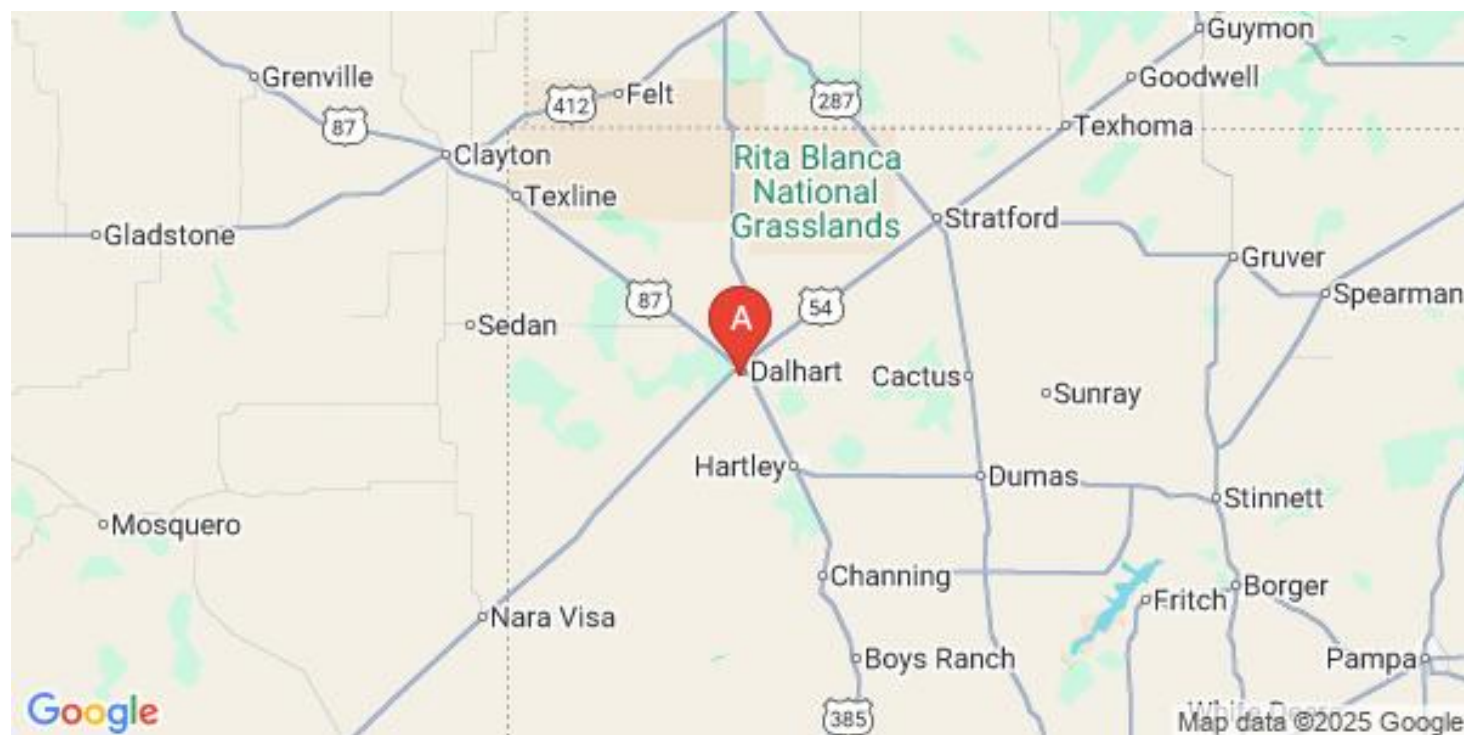 Guymon
Grenville
Goodwell
Felt
412
287
87
Texhoma
Clayton
Rita Blanca
National
Grasslands
Texline
Stratford
Gladstone
Gruver
Spearman
87
54
Sedan
A
Dalhart
Cactus
Sunray
Hartley
Dumas
Stinnett
Mosquero
Channing
Borger
Fritch
Nara Visa
Boys Ranch
Pampa
Google
385
Map data ©2025 Google